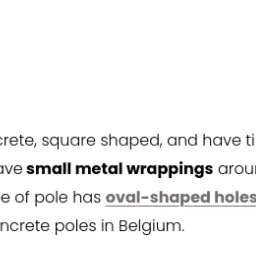 crete, square shaped, and have ti
ave small metal wrappings arou
e of pole has oval-shaped holes
ncrete poles in Belgium.